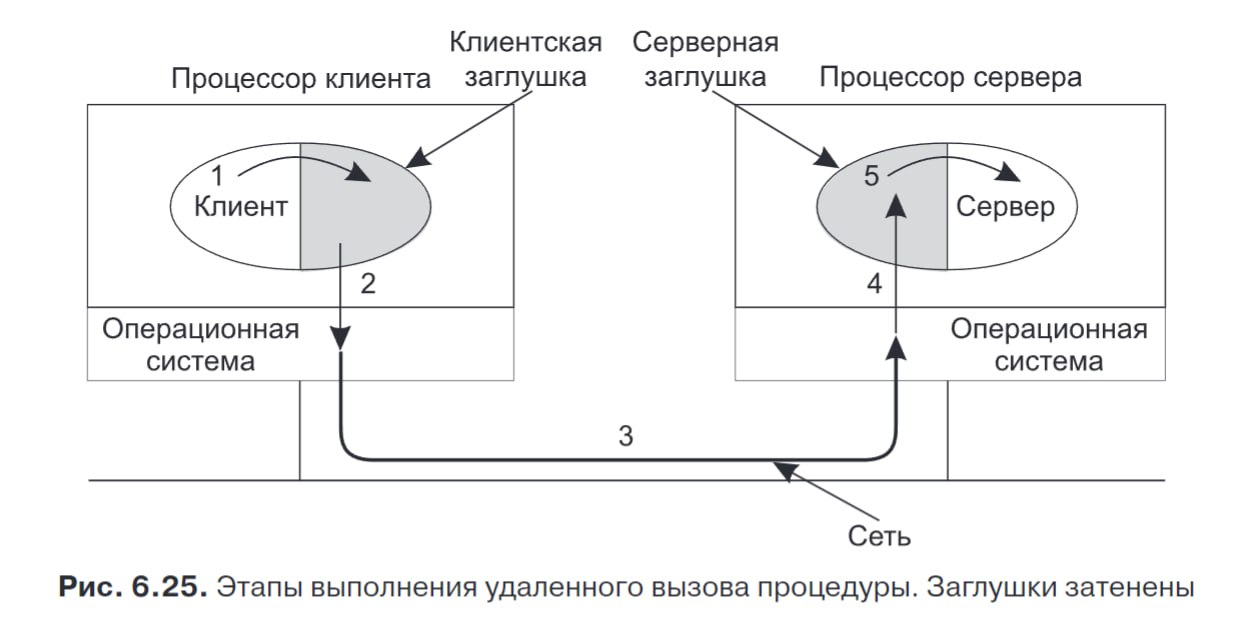 Клиентская
заглушка
Серверная
заглушка
Процессор клиента
Процессор сервера
1
Клиент
5
Сервер
2
4
Операционная
система
Операционная
система
3
Сеть
Рис. 6.25. Этапы выполнения удаленного вызова процедуры. Заглушки затенены